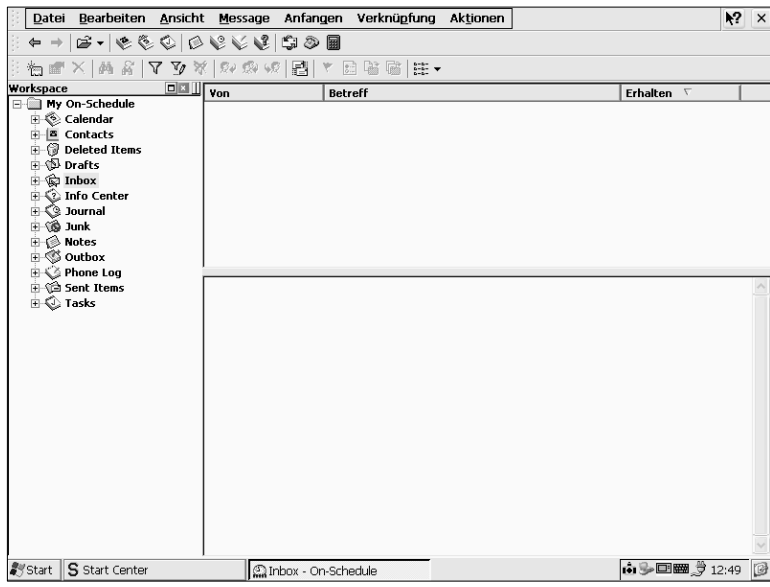 Datei Bearbeiten Ansicht Message Anfangen Verknüpfung Aktionen
Workspace
Von Betreff Erhalten
My On-Schedule
Calendar
Contacts
Deleted Items
Drafts
Inbox
Info Center
Journal
Junk
Notes
Outbox
Phone Log
Sent Items
Tasks
Start S Start Center Inbox - On-Schedule 12:49